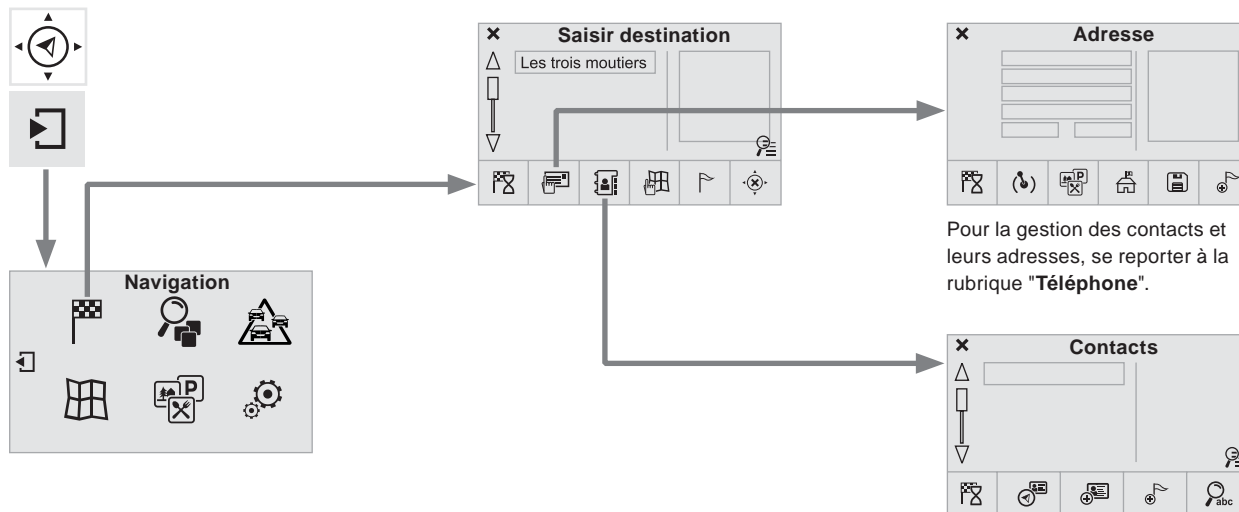 Saisir destination
Les trois moutiers
Adresse
P
Pour la gestion des contacts et
leurs adresses, se reporter à la
rubrique "Téléphone".
Navigation
P
Contacts
abc